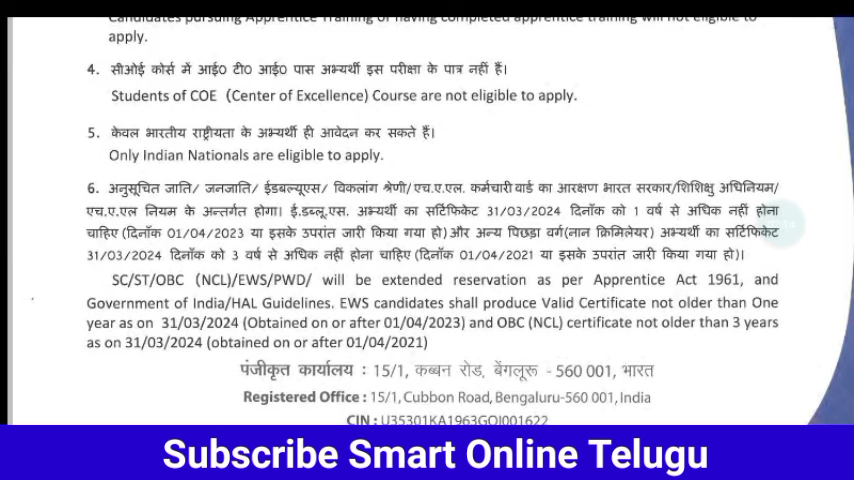 Candidates pursuing Apprentice Training or having completed apprentice training will not eligible to
apply.
4. सीओई कोर्स में आई0 टी0 आई0 पास अभ्यर्थी इस परीक्षा के पात्र नहीं हैं।
Students of COE (Center of Excellence) Course are not eligible to apply.
5. केवल भारतीय राष्ट्रीयता के अभ्यर्थी ही आवेदन कर सकते हैं।
Only Indian Nationals are eligible to apply.
6. अनुसूचित जाति/ जनजाति/ ईडबल्यूएस/ विकलांग श्रेणी/एच.ए.एल. कर्मचारी वार्ड का आरक्षण भारत सरकार/शिशिक्षु अधिनियम/
एच.ए.एल नियम के अन्तर्गत होगा। ई.डब्लू.एस. अभ्यर्थी का सर्टिफिकेट 31/03/2024 दिनाँक को 1 वर्ष से अधिक नहीं होना
चाहिए (दिनाँक 01/04/2023 या इसके उपरांत जारी किया गया हो)और अन्य पिछड़ा वर्ग(नान क्रिमिलेयर) अभ्यर्थी का सर्टिफिकेट
31/03/2024 दिनांक को 3 वर्ष से अधिक नहीं होना चाहिए (दिनाँक 01/04/2021 या इसके उपरांत जारी किया गया हो)।
SC/ST/OBC (NCL)/EWS/PWD/ will be extended reservation as per Apprentice Act 1961, and
Government of India/HAL Guidelines. EWS candidates shall produce Valid Certificate not older than One
year as on 31/03/2024 (Obtained on or after 01/04/2023) and OBC (NCL) certificate not older than 3 years
as on 31/03/2024 (obtained on or after 01/04/2021)
पंजीकृत कार्यालय : 15/1, कब्बन रोड, बेंगलूरू - 560 001, भारत
Registered Office : 15/1, Cubbon Road, Bengaluru-560 001, India
CIN : U35301KA1963GOI001622
Subscribe Smart Online Telugu